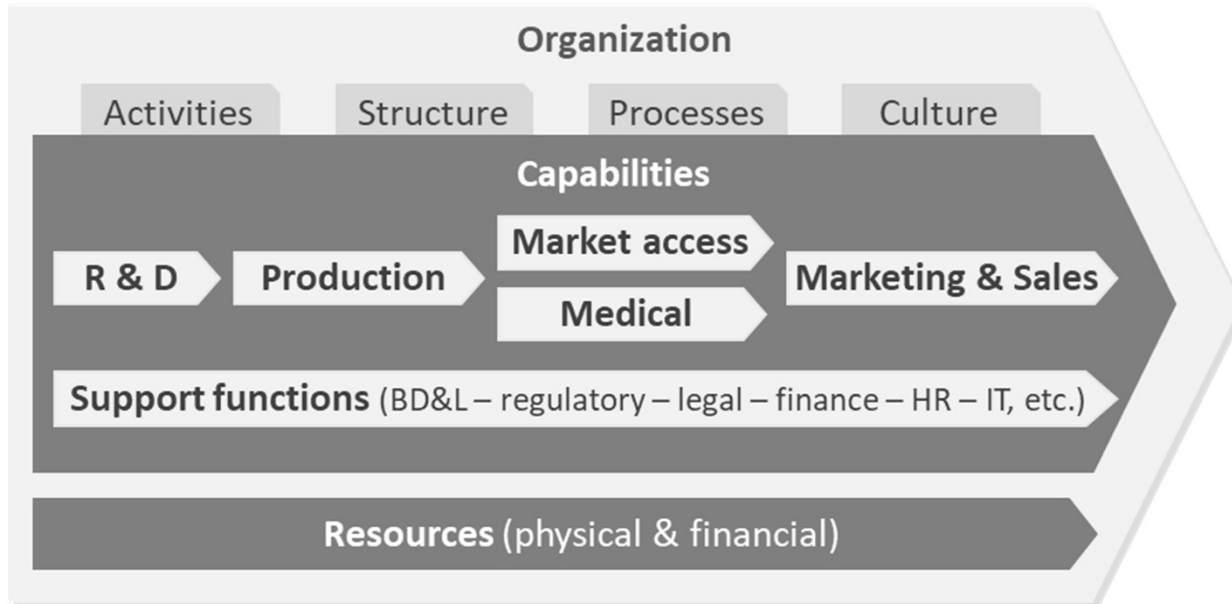 Organization
Activities
Structure
Processes
Culture
Capabilities
R & D
Production
Market access
Medical
Marketing & Sales
Support functions (BD&L – regulatory – legal – finance – HR – IT, etc.)
Resources (physical & financial)